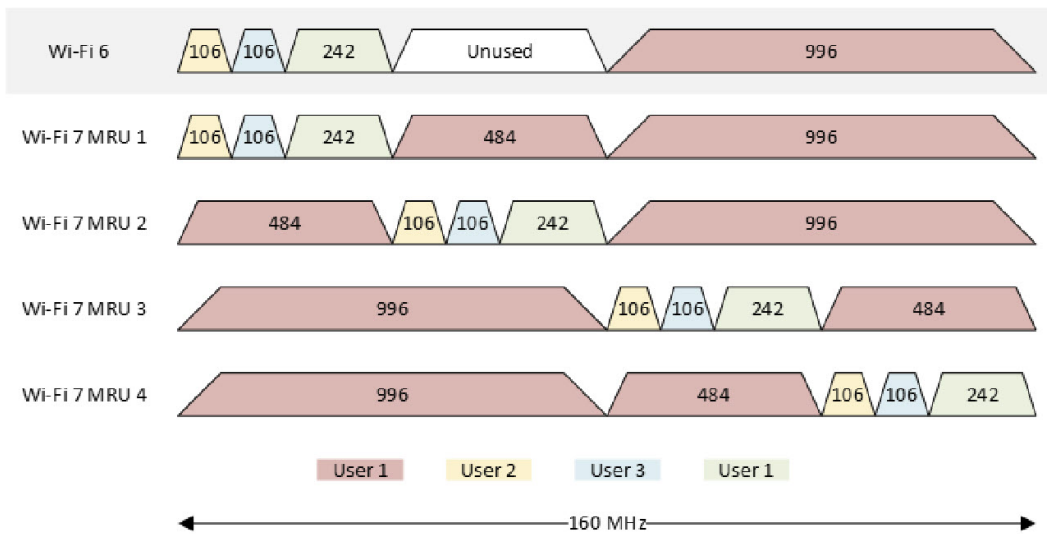 Wi-Fi 6 106 106 242 Unused 996
Wi-Fi 7 MRU 1 106 106 242 484 996
Wi-Fi 7 MRU 2 484 106 106 242 996
Wi-Fi 7 MRU 3 996 106 106 242 484
Wi-Fi 7 MRU 4 996 484 106 106 242
User 1 User 2 User 3 User 1
160 MHz